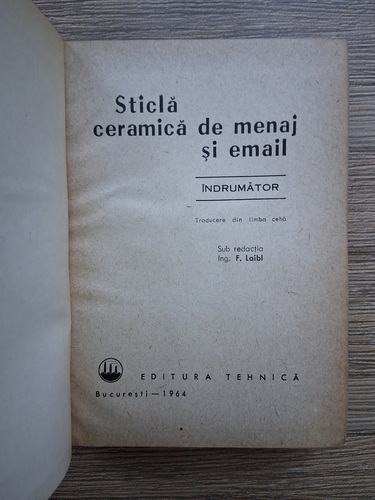 Sticlă
ceramică de menaj
și email
ÎNDRUMĂTOR
Traducere din limba cehă
Sub redacția
Ing. F. Laibl
EDITURA TEHNICĂ
București — 1964